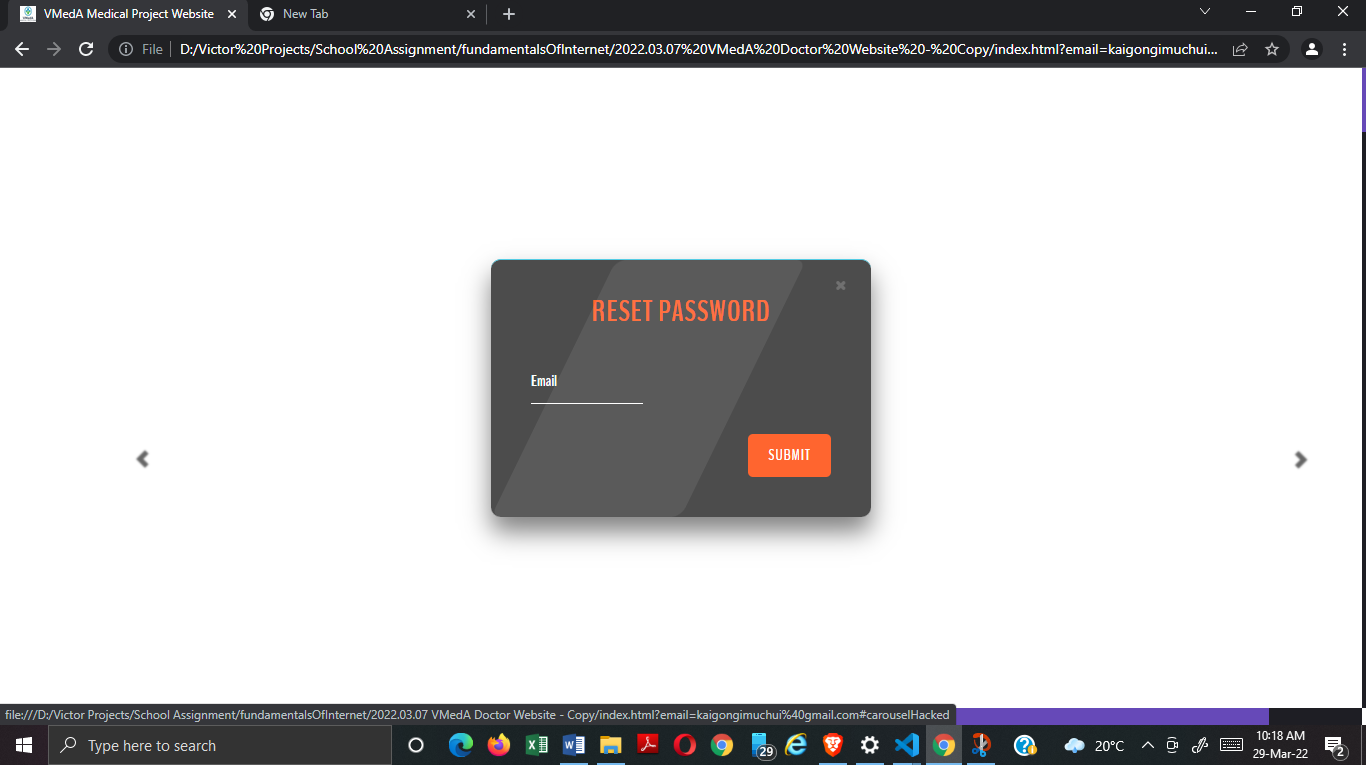 VMedA Medical Project Website
New Tab
File
D:/Victor%20Projects/School%20Assignment/fundamentalsOfInternet/2022.03.07%20VMedA%20Doctor%20Website%20-%20Copy/index.html?email=kaigongimuchui...
RESET PASSWORD
Email
SUBMIT
file:///D:/Victor Projects/School Assignment/fundamentalsOfInternet/2022.03.07 VMedA Doctor Website - Copy/index.html?email=kaigongimuchui%40gmail.com#carouselHacked
Type here to search
29
20°C
10:18 AM
29-Mar-22
2